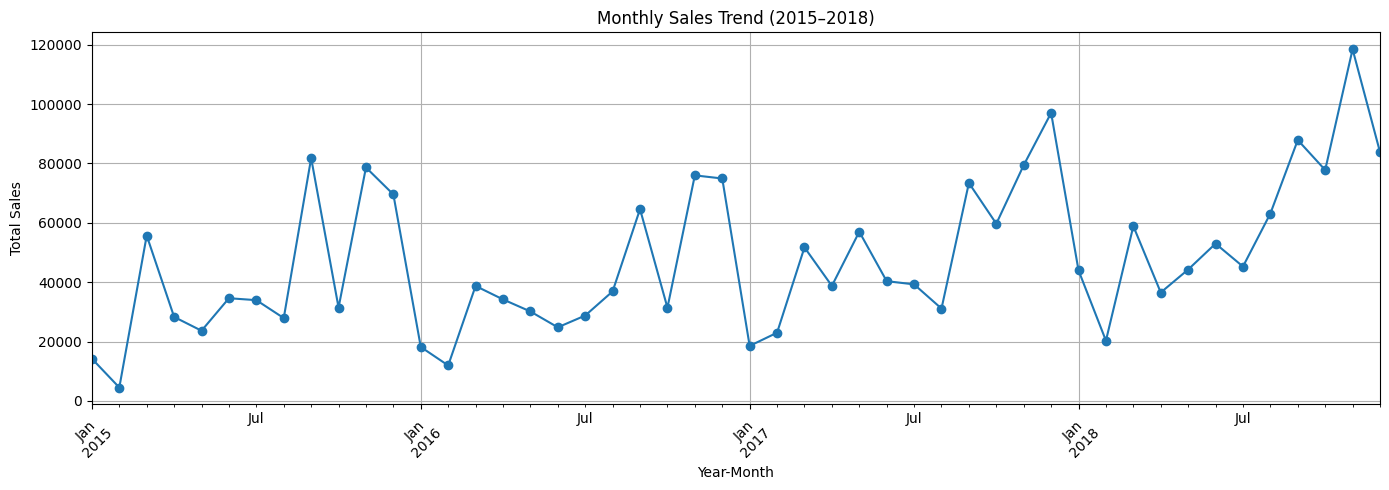 Monthly Sales Trend (2015–2018)
120000
100000
80000
60000
40000
20000
0
Total Sales
Jan
2015
Jul
Jan
2016
Jul
Jan
2017
Jul
Jan
2018
Jul
Year-Month